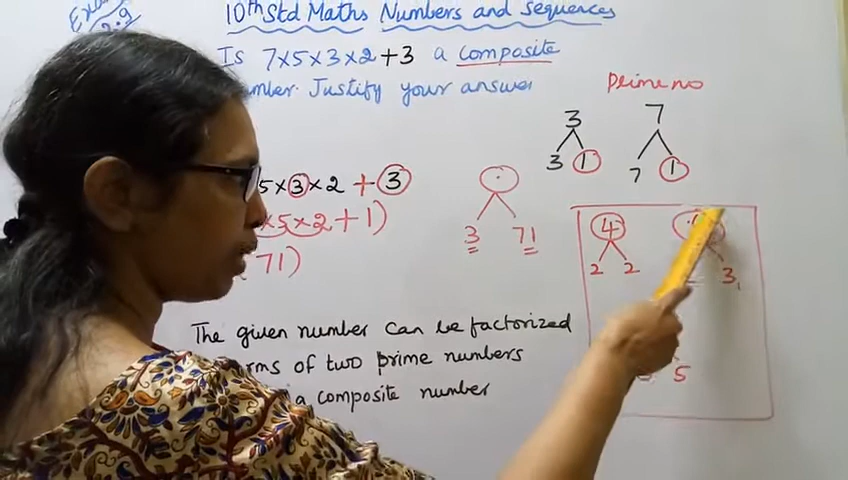 2.9
10th Std Maths Numbers and Sequences
Is 7×5×3×2+3 a composite
number. Justify your answer
Prime no
3 7
3 1 7 1
5×3×2 + 3
×5×2+1)
71)
3 71
4
2 2 3
5
The given number can be factorized
terms of two prime numbers
a composite number